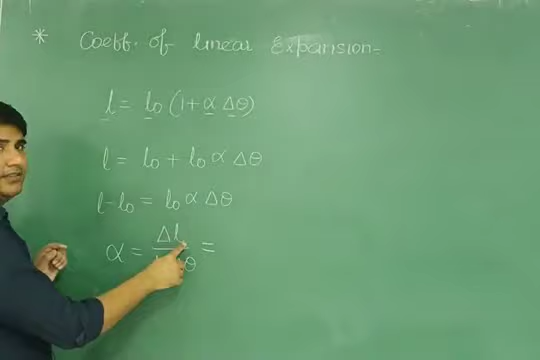 * Coeff. of linear Expansion-
l = l₀ (1 + α Δθ)
l = l₀ + l₀ α Δθ
l - l₀ = l₀ α Δθ
α = Δl / θ =